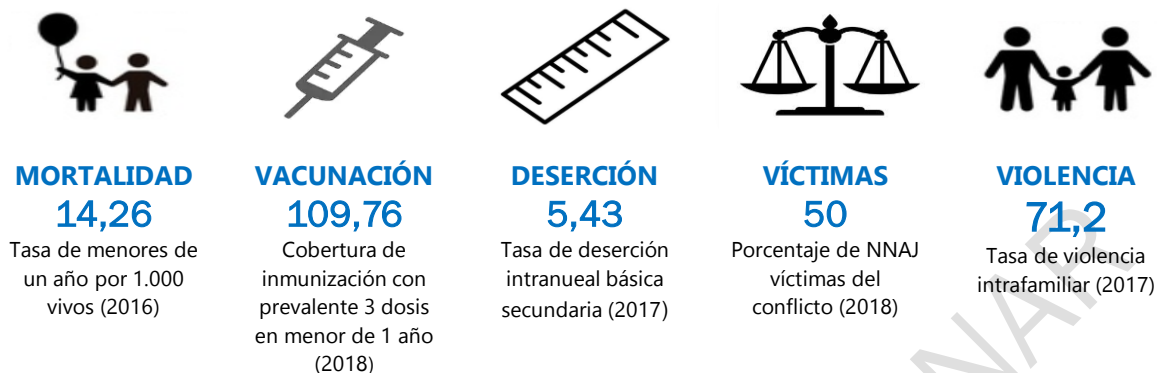 MORTALIDAD
14,26
Tasa de menores de
un año por 1.000
vivos (2016)
VACUNACIÓN
109,76
Cobertura de
inmunización con
prevalente 3 dosis
en menor de 1 año
(2018)
DESERCIÓN
5,43
Tasa de deserción
intranueal básica
secundaria (2017)
VÍCTIMAS
50
Porcentaje de NNAJ
víctimas del
conflicto (2018)
VIOLENCIA
71,2
Tasa de violencia
intrafamiliar (2017)
NAR